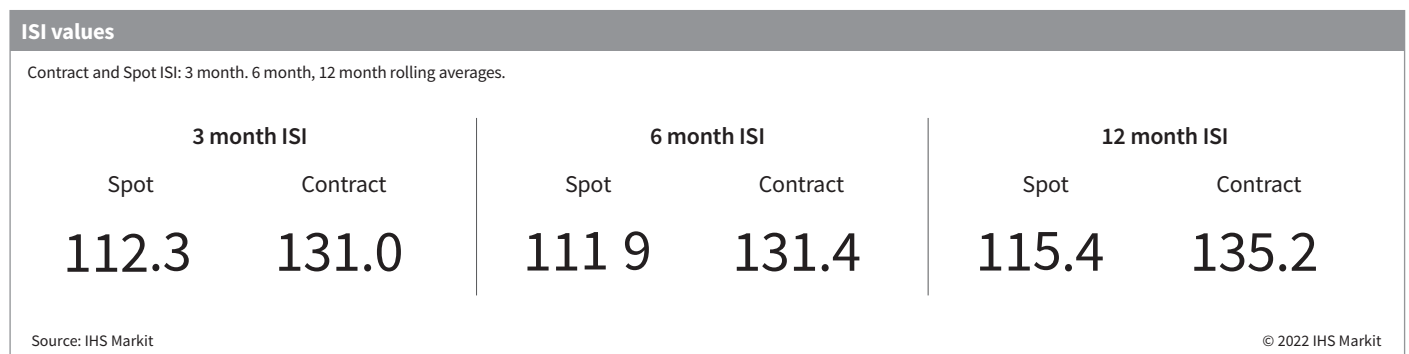 ISI values
Contract and Spot ISI: 3 month. 6 month, 12 month rolling averages.
3 month ISI 6 month ISI 12 month ISI
Spot Contract Spot Contract Spot Contract
112.3 131.0 111 9 131.4 115.4 135.2
Source: IHS Markit © 2022 IHS Markit